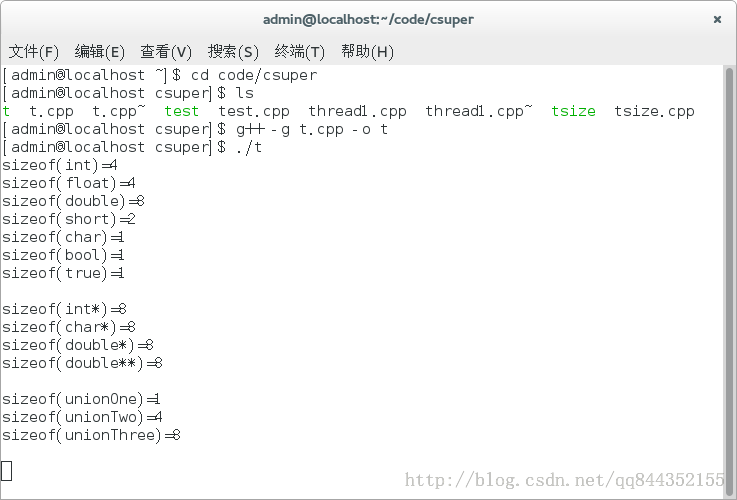 admin@localhost:~/code/csuper ×
文件(F) 编辑(E) 查看(V) 搜索(S) 终端(T) 帮助(H)
[admin@localhost ~]$ cd code/csuper
[admin@localhost csuper]$ ls
t t.cpp t.cpp~ test test.cpp thread1.cpp thread1.cpp~ tsize tsize.cpp
[admin@localhost csuper]$ g++ -g t.cpp -o t
[admin@localhost csuper]$ ./t
sizeof(int)=4
sizeof(float)=4
sizeof(double)=8
sizeof(short)=2
sizeof(char)=1
sizeof(bool)=1
sizeof(true)=1
sizeof(int*)=8
sizeof(char*)=8
sizeof(double*)=8
sizeof(double**)=8
sizeof(unionOne)=1
sizeof(unionTwo)=4
sizeof(unionThree)=8
http://blog.csdn.net/qq844352155